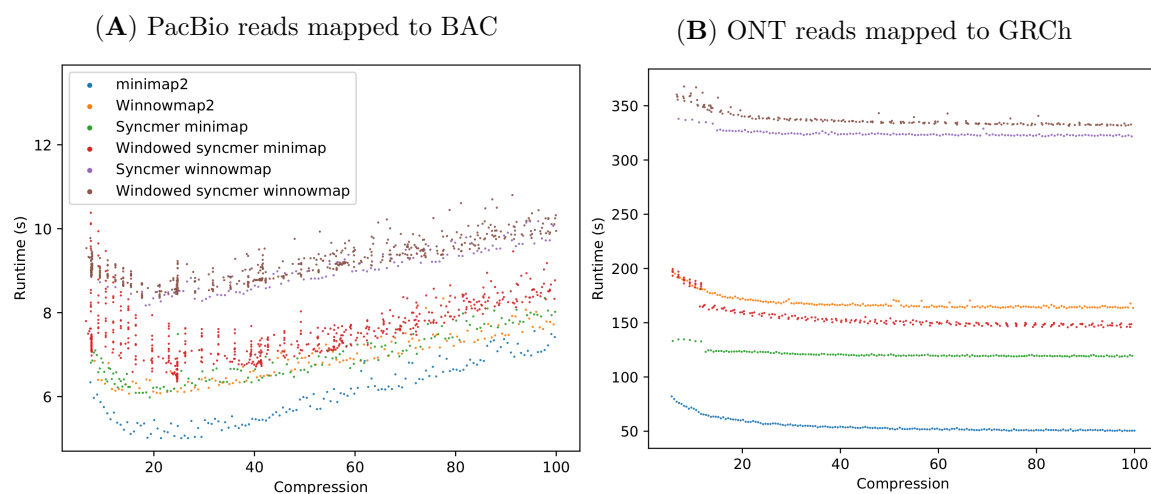 (A) PacBio reads mapped to BAC
12
10
8
6
20
40
60
80
100
Runtime (s)
Compression
minimap2
Winnowmap2
Syncmer minimap
Windowed syncmer minimap
Syncmer winnowmap
Windowed syncmer winnowmap
(B) ONT reads mapped to GRCh
350
300
250
200
150
100
50
20
40
60
80
100
Runtime (s)
Compression